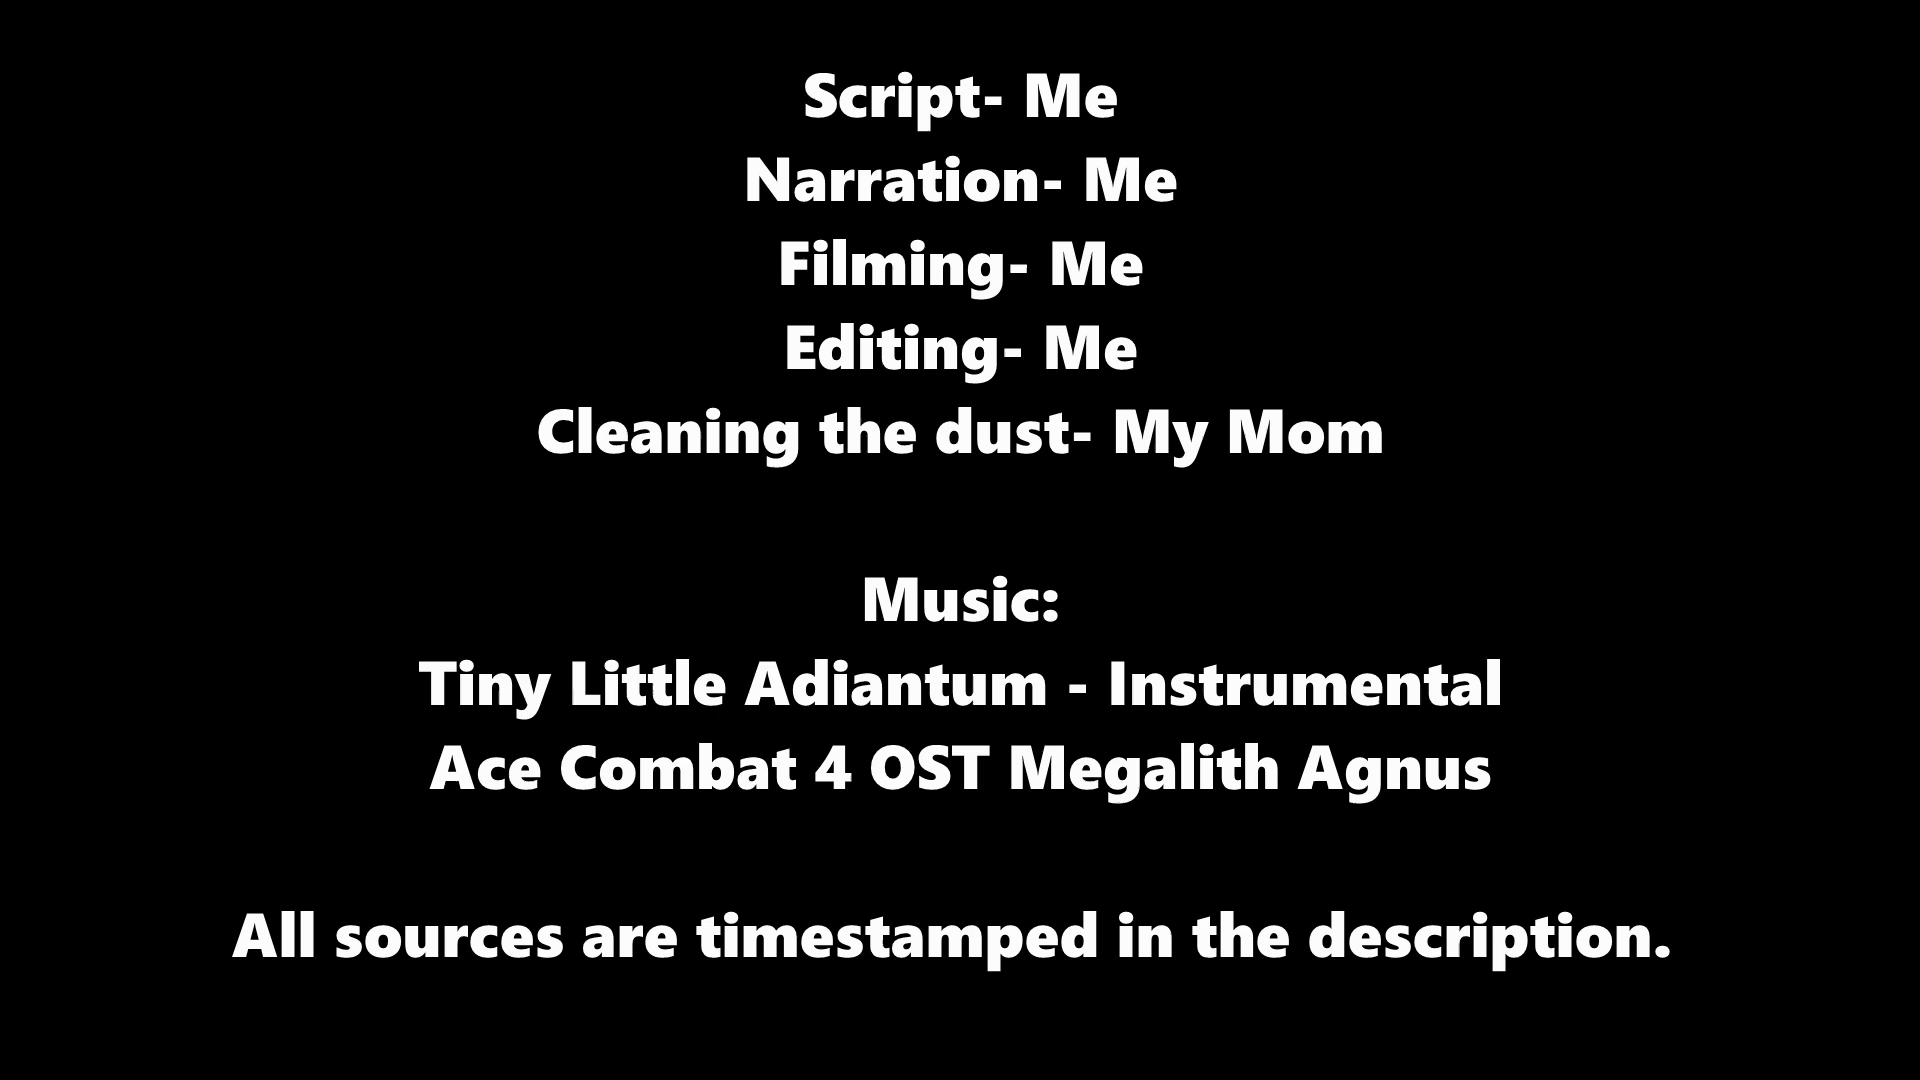 Script- Me
Narration- Me
Filming- Me
Editing- Me
Cleaning the dust- My Mom
Music:
Tiny Little Adiantum - Instrumental
Ace Combat 4 OST Megalith Agnus
All sources are timestamped in the description.